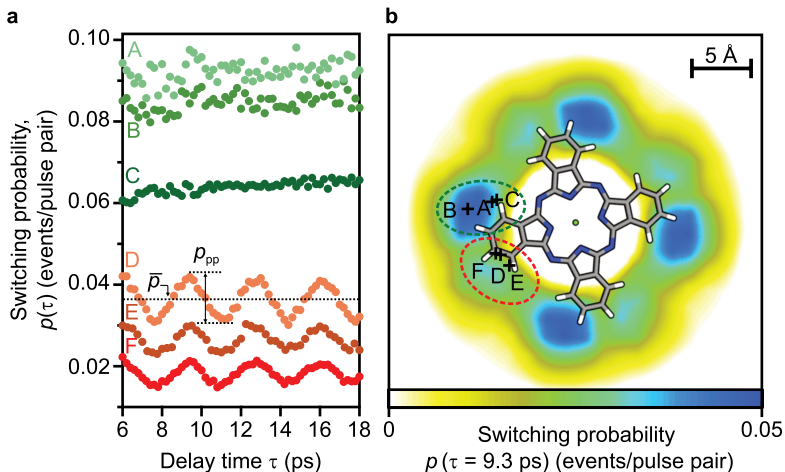 a
Switching probability,
p(τ) (events/pulse pair)
0.10
0.08
0.06
0.04
0.02
A
B
C
D
E
F
p̅
p_pp
6
8
10
12
14
16
18
Delay time τ (ps)
b
5 Å
B
A
C
F
D
E
0
0.05
Switching probability
p (τ = 9.3 ps) (events/pulse pair)